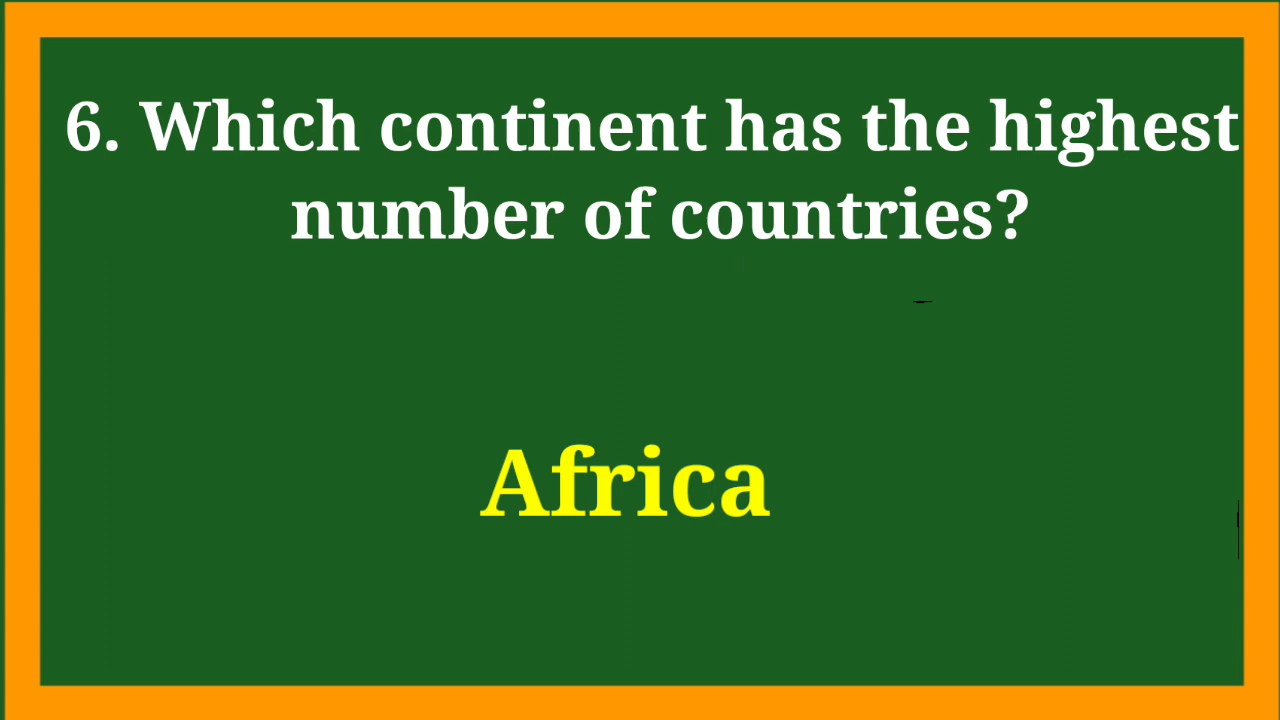 6. Which continent has the highest
number of countries?
Africa